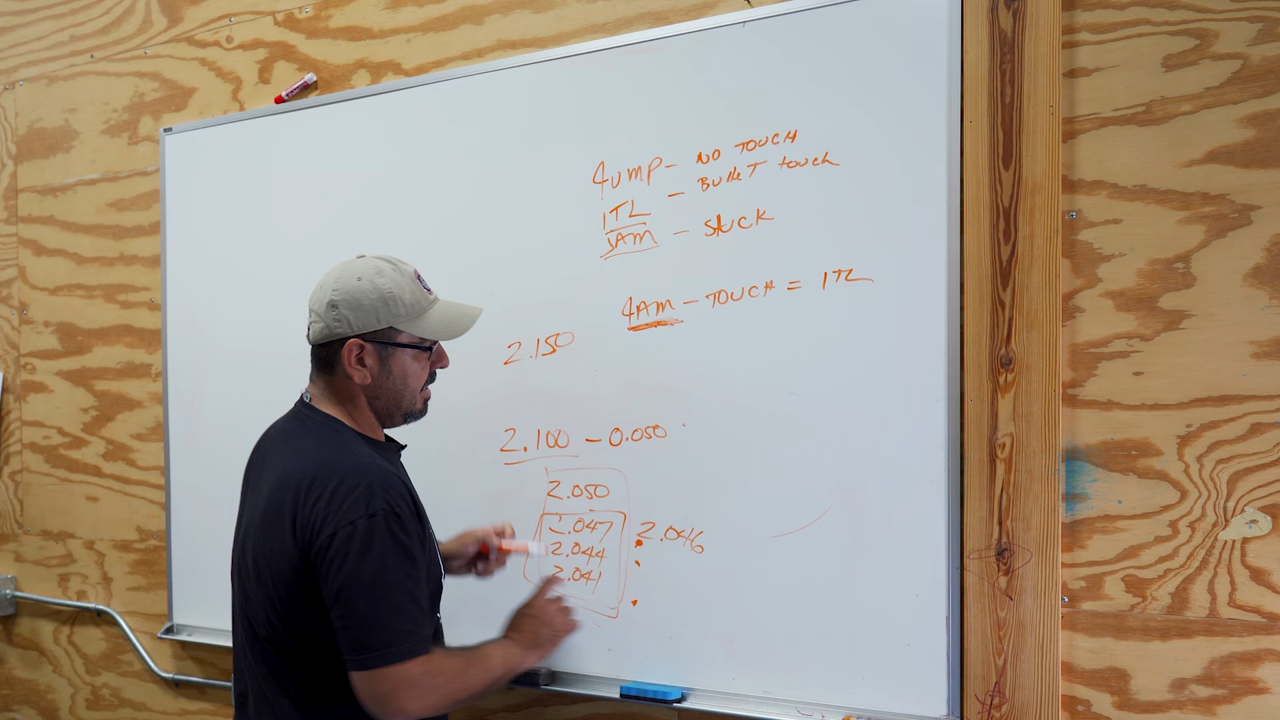 JUMP - NO TOUCH
ITL - BulleT touch
JAM - STUCK
JAM - TOUCH = ITL
2.150
2.100 - 0.050
2.050
2.047 2.046
2.044
2.041